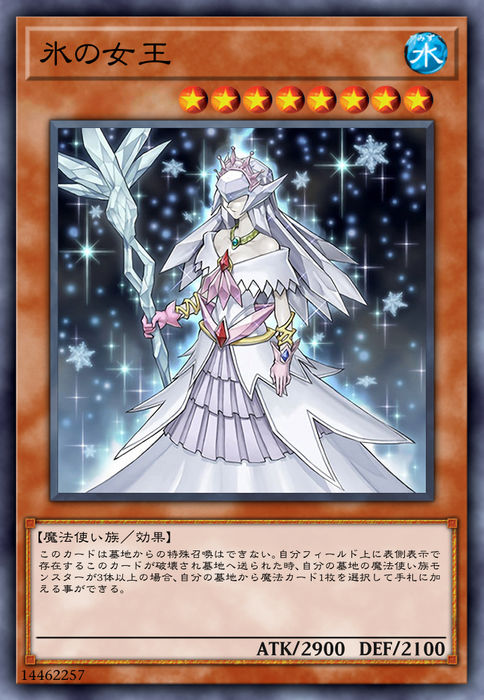 氷の女王
みず
水
【魔法使い族／効果】
このカードは墓地からの特殊召喚はできない。自分フィールド上に表側表示で
存在するこのカードが破壊され墓地へ送られた時、自分の墓地の魔法使い族モ
ンスターが3体以上の場合、自分の墓地から魔法カード1枚を選択して手札に加
える事ができる。
ATK/2900 DEF/2100
14462257